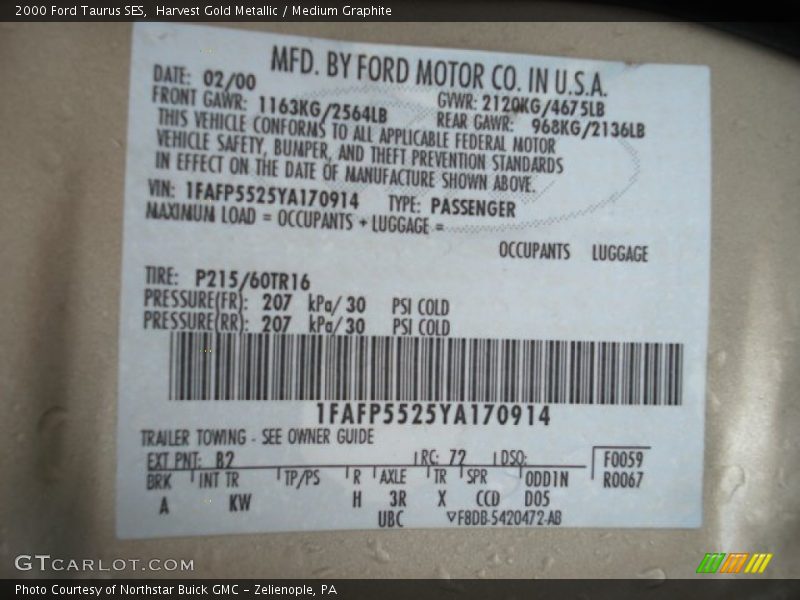 2000 Ford Taurus SES, Harvest Gold Metallic / Medium Graphite
MFD. BY FORD MOTOR CO. IN U.S.A.
DATE: 02/00 GVWR: 2120KG/4675LB
FRONT GAWR: 1163KG/2564LB REAR GAWR: 968KG/2136LB
THIS VEHICLE CONFORMS TO ALL APPLICABLE FEDERAL MOTOR
VEHICLE SAFETY, BUMPER, AND THEFT PREVENTION STANDARDS
IN EFFECT ON THE DATE OF MANUFACTURE SHOWN ABOVE.
VIN: 1FAFP5525YA170914 TYPE: PASSENGER
MAXIMUM LOAD = OCCUPANTS + LUGGAGE =
OCCUPANTS LUGGAGE
TIRE: P215/60TR16
PRESSURE(FR): 207 kPa/ 30 PSI COLD
PRESSURE(RR): 207 kPa/ 30 PSI COLD
1FAFP5525YA170914
TRAILER TOWING - SEE OWNER GUIDE
EXT PNT: B2 RC: 72 DSO: F0059
BRK INT TR TP/PS R AXLE TR SPR ODD1N R0067
A KW H 3R X CCD D05
UBC ▽F8DB-5420472-AB
GTCARLOT.COM
Photo Courtesy of Northstar Buick GMC - Zelienople, PA